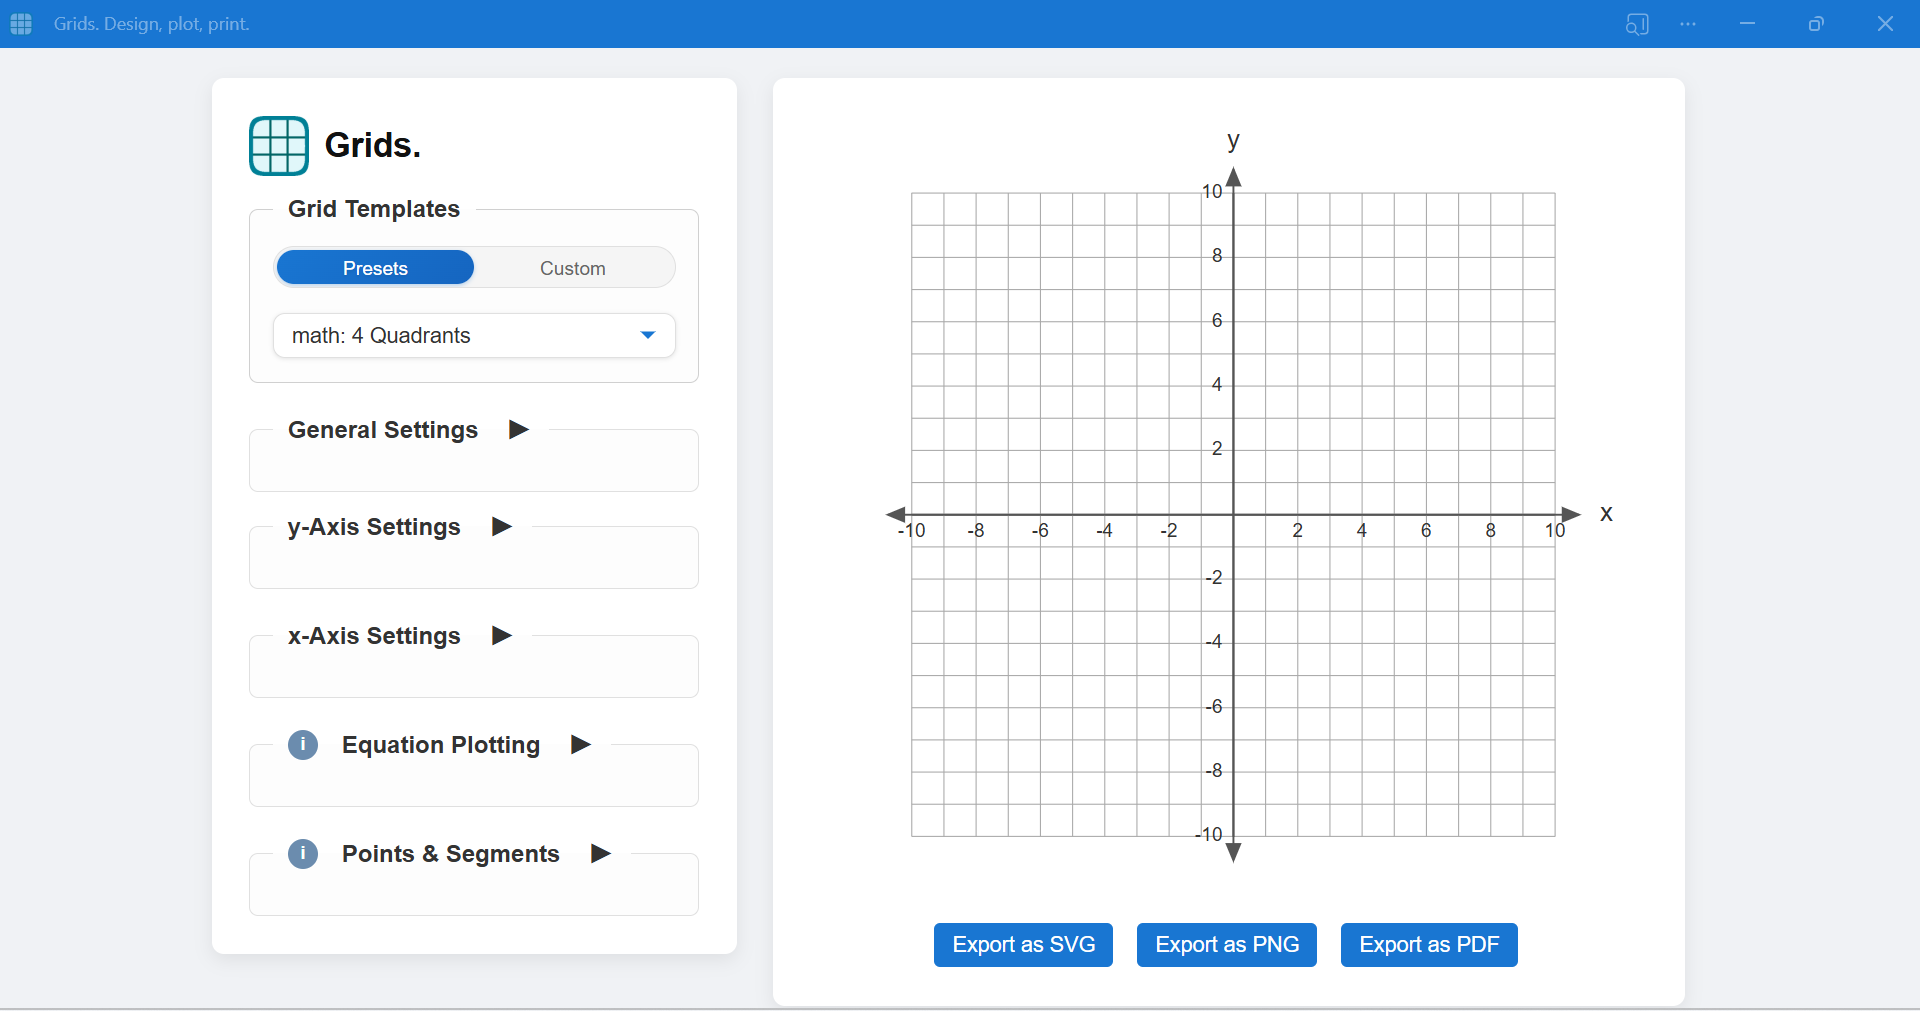 Grids. Design, plot, print.
Grids.
Grid Templates
Presets
Custom
math: 4 Quadrants
General Settings
y-Axis Settings
x-Axis Settings
i Equation Plotting
i Points & Segments
y
10
8
6
4
2
x
-10 -8 -6 -4 -2 2 4 6 8 10
-2
-4
-6
-8
-10
Export as SVG
Export as PNG
Export as PDF